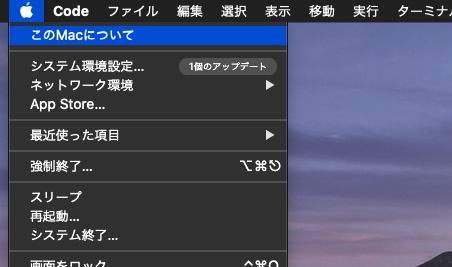 Code ファイル 編集 選択 表示 移動 実行 ターミナル
このMacについて
システム環境設定... 1個のアップデート
ネットワーク環境 ▶
App Store...
最近使った項目 ▶
強制終了... ⌥⌘⎋
スリープ
再起動...
システム終了...
画面をロック ^⌘Q